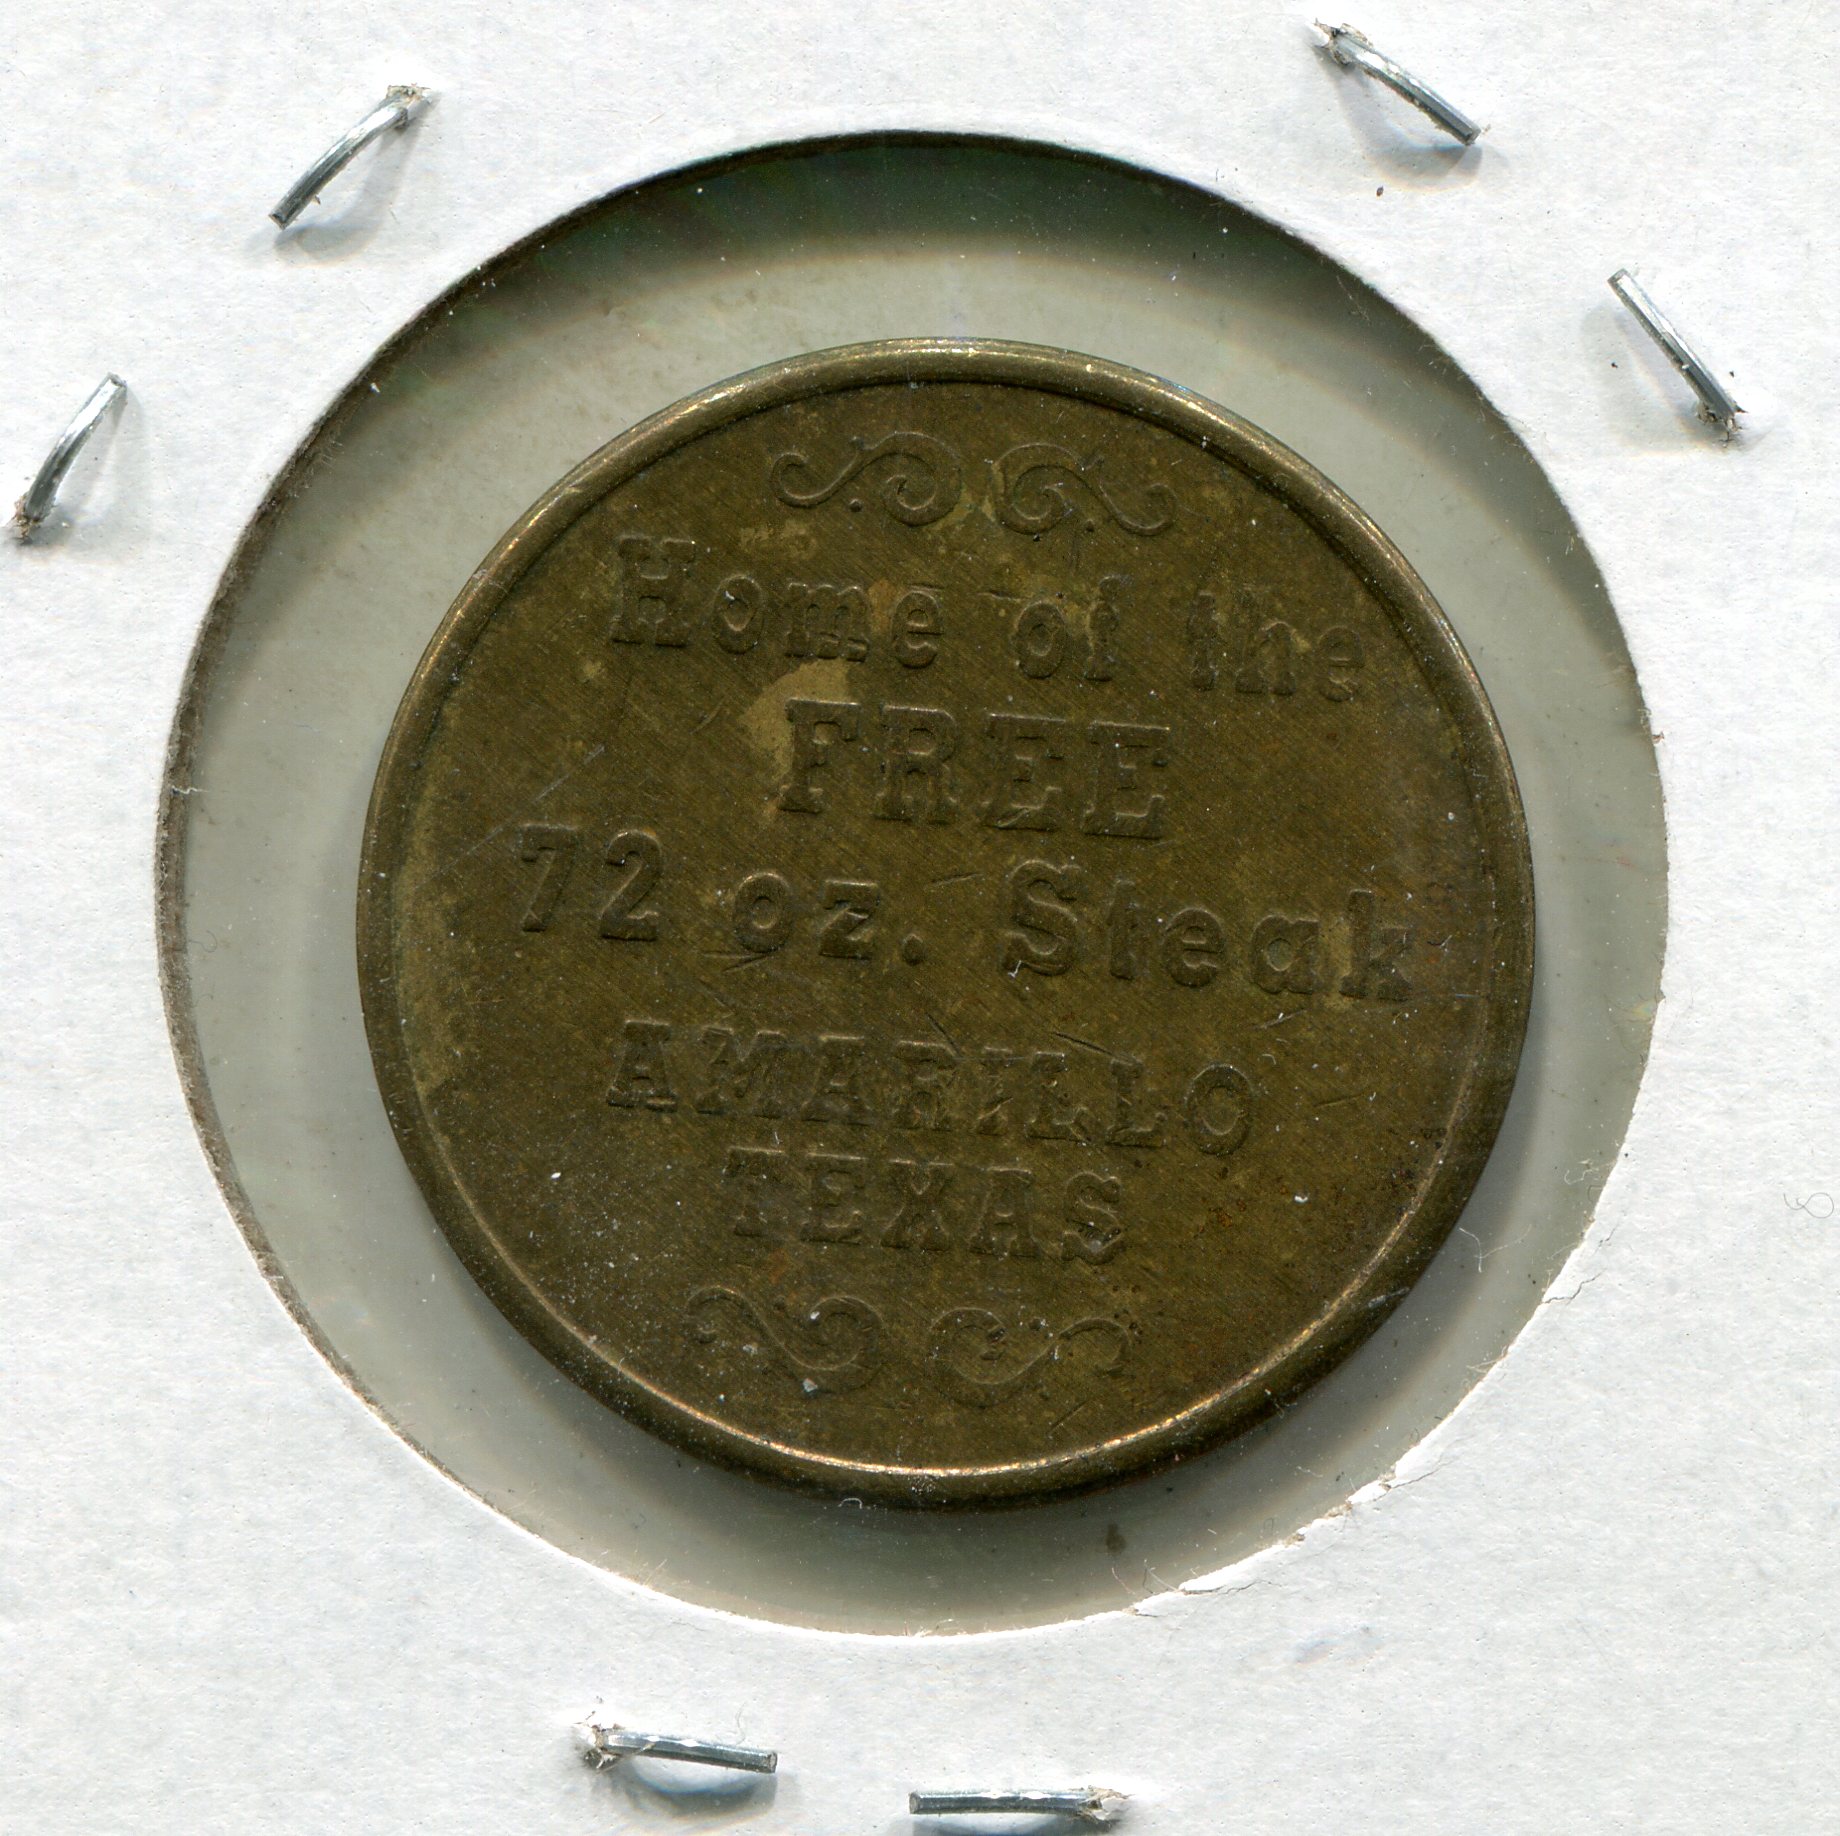 Home of the
FREE
72 oz. Steak
AMARILLO
TEXAS